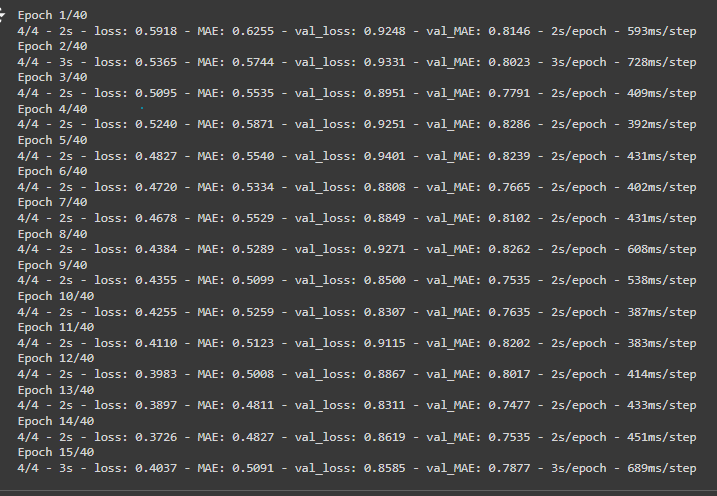 Epoch 1/40
4/4 - 2s - loss: 0.5918 - MAE: 0.6255 - val_loss: 0.9248 - val_MAE: 0.8146 - 2s/epoch - 593ms/step
Epoch 2/40
4/4 - 3s - loss: 0.5365 - MAE: 0.5744 - val_loss: 0.9331 - val_MAE: 0.8023 - 3s/epoch - 728ms/step
Epoch 3/40
4/4 - 2s - loss: 0.5095 - MAE: 0.5535 - val_loss: 0.8951 - val_MAE: 0.7791 - 2s/epoch - 409ms/step
Epoch 4/40
4/4 - 2s - loss: 0.5240 - MAE: 0.5871 - val_loss: 0.9251 - val_MAE: 0.8286 - 2s/epoch - 392ms/step
Epoch 5/40
4/4 - 2s - loss: 0.4827 - MAE: 0.5540 - val_loss: 0.9401 - val_MAE: 0.8239 - 2s/epoch - 431ms/step
Epoch 6/40
4/4 - 2s - loss: 0.4720 - MAE: 0.5334 - val_loss: 0.8808 - val_MAE: 0.7665 - 2s/epoch - 402ms/step
Epoch 7/40
4/4 - 2s - loss: 0.4678 - MAE: 0.5529 - val_loss: 0.8849 - val_MAE: 0.8102 - 2s/epoch - 431ms/step
Epoch 8/40
4/4 - 2s - loss: 0.4384 - MAE: 0.5289 - val_loss: 0.9271 - val_MAE: 0.8262 - 2s/epoch - 608ms/step
Epoch 9/40
4/4 - 2s - loss: 0.4355 - MAE: 0.5099 - val_loss: 0.8500 - val_MAE: 0.7535 - 2s/epoch - 538ms/step
Epoch 10/40
4/4 - 2s - loss: 0.4255 - MAE: 0.5259 - val_loss: 0.8307 - val_MAE: 0.7635 - 2s/epoch - 387ms/step
Epoch 11/40
4/4 - 2s - loss: 0.4110 - MAE: 0.5123 - val_loss: 0.9115 - val_MAE: 0.8202 - 2s/epoch - 383ms/step
Epoch 12/40
4/4 - 2s - loss: 0.3983 - MAE: 0.5008 - val_loss: 0.8867 - val_MAE: 0.8017 - 2s/epoch - 414ms/step
Epoch 13/40
4/4 - 2s - loss: 0.3897 - MAE: 0.4811 - val_loss: 0.8311 - val_MAE: 0.7477 - 2s/epoch - 433ms/step
Epoch 14/40
4/4 - 2s - loss: 0.3726 - MAE: 0.4827 - val_loss: 0.8619 - val_MAE: 0.7535 - 2s/epoch - 451ms/step
Epoch 15/40
4/4 - 3s - loss: 0.4037 - MAE: 0.5091 - val_loss: 0.8585 - val_MAE: 0.7877 - 3s/epoch - 689ms/step